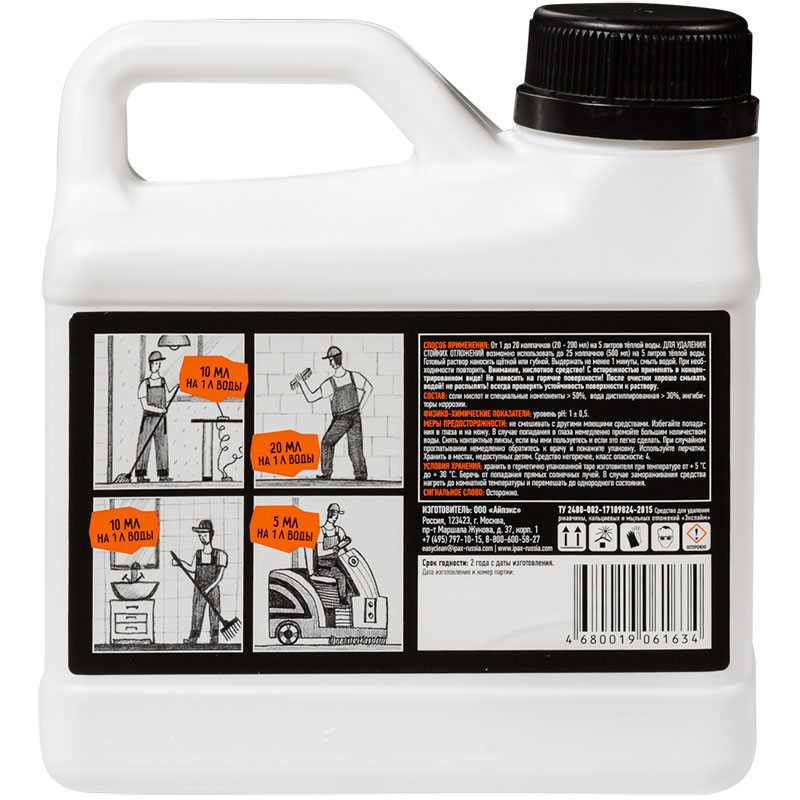 10 МЛ
НА 1 Л ВОДЫ
20 МЛ
НА 1 Л ВОДЫ
10 МЛ
НА 1 Л ВОДЫ
5 МЛ
НА 1 Л ВОДЫ
СПОСОБ ПРИМЕНЕНИЯ: От 1 до 20 колпачков (20 - 200 мл) на 5 литров тёплой воды. ДЛЯ УДАЛЕНИЯ
СТОЙКИХ ОТЛОЖЕНИЙ возможно использовать до 25 колпачков (500 мл) на 5 литров тёплой воды.
Готовый раствор наносить щёткой или губкой. Выдержать не менее 1 минуты, смыть водой. При необ-
ходимости повторить. Внимание, кислотное средство! С осторожностью применять в концен-
трированном виде! Не наносить на горячие поверхности! После очистки хорошо смывать
водой! не распылять! всегда проверять устойчивость поверхности и раствору.
СОСТАВ: соли кислот и специальные компоненты > 50%, вода дистиллированная > 30%, ингиби-
торы коррозии.
ФИЗИКО-ХИМИЧЕСКИЕ ПОКАЗАТЕЛИ: уровень pH: 1 ± 0,5.
МЕРЫ ПРЕДОСТОРОЖНОСТИ: не смешивать с другими моющими средствами. Избегайте попада-
ния в глаза и на кожу. В случае попадания в глаза немедленно промойте большим количеством
воды. Снять контактные линзы, если вы ими пользуетесь и если это легко сделать. При случайном
проглатывании немедленно обратитесь к врачу и покажите упаковку. Используйте перчатки.
Хранить в местах, недоступных детям. Средство негорючее, класс опасности: 4.
УСЛОВИЯ ХРАНЕНИЯ: хранить в герметично упакованной таре изготовителя при температуре от + 5 °С
до + 30 °С. Беречь от попадания прямых солнечных лучей. В случае замораживания средства
нагреть до комнатной температуры и перемешать до однородного состояния.
СИГНАЛЬНОЕ СЛОВО: Осторожно.
ИЗГОТОВИТЕЛЬ: ООО «Айпэкс»
Россия, 123423, г. Москва,
пр-т Маршала Жукова, д. 37, корп. 1
+7 (495) 797-10-15, 8-800-600-58-27
easyclean@ipax-russia.com | www.ipax-russia.com
ТУ 2480-002-17109824-2015 Средство для удаления
ржавчины, кальциевых и мыльных отложений «Экслайм»
ОСТОРОЖНО
Срок годности: 2 года с даты изготовления.
Дата изготовления и номер партии:
4 680019 061634